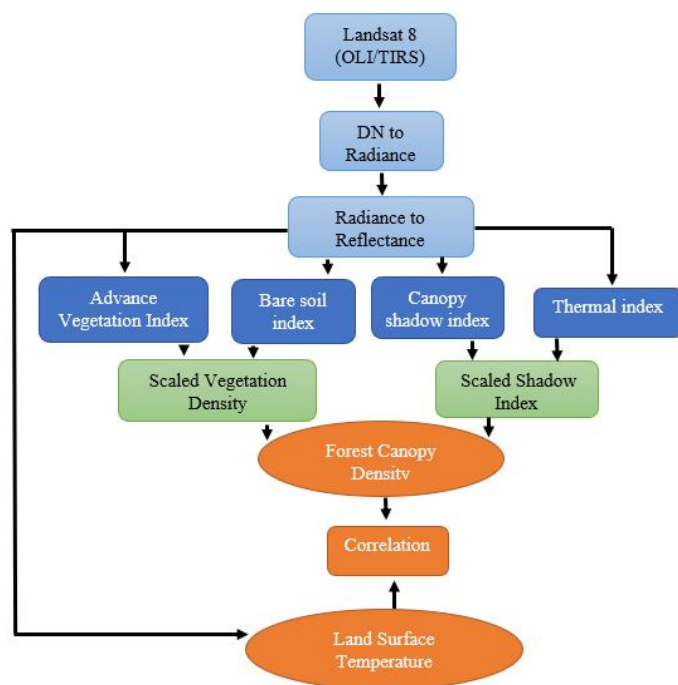 Landsat 8
(OLI/TIRS)
DN to
Radiance
Radiance to
Reflectance
Advance
Vegetation Index
Bare soil
index
Canopy
shadow index
Thermal index
Scaled Vegetation
Density
Scaled Shadow
Index
Forest Canopy
Density
Correlation
Land Surface
Temperature